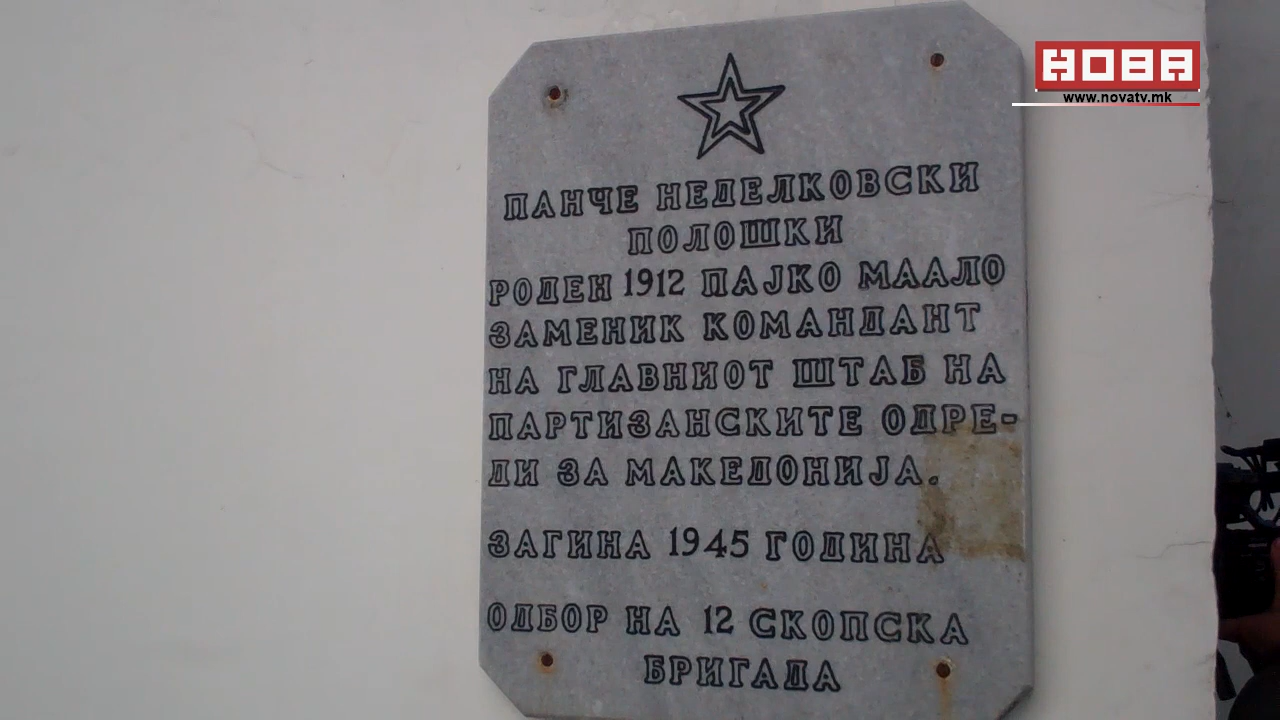 НОВА
www.novatv.mk
ПАНЧЕ НЕДЕЛКОВСКИ
ПОЛОШКИ
РОДЕН 1912 ПАЈКО МААЛО
ЗАМЕНИК КОМАНДАНТ
НА ГЛАВНИОТ ШТАБ НА
ПАРТИЗАНСКИТЕ ОДРЕ-
ДИ ЗА МАКЕДОНИЈА.
ЗАГИНА 1945 ГОДИНА
ОДБОР НА 12 СКОПСКА
БРИГАДА